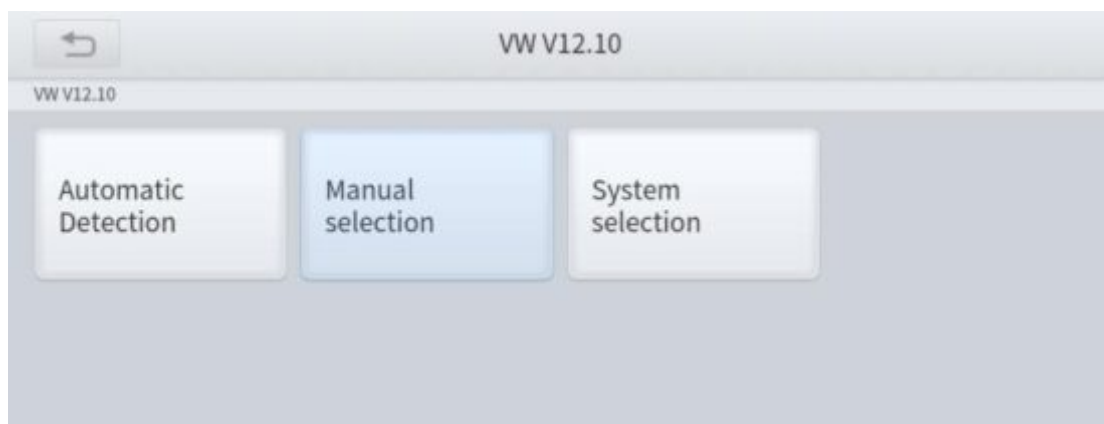 VW V12.10
VW V12.10
Automatic
Detection
Manual
selection
System
selection